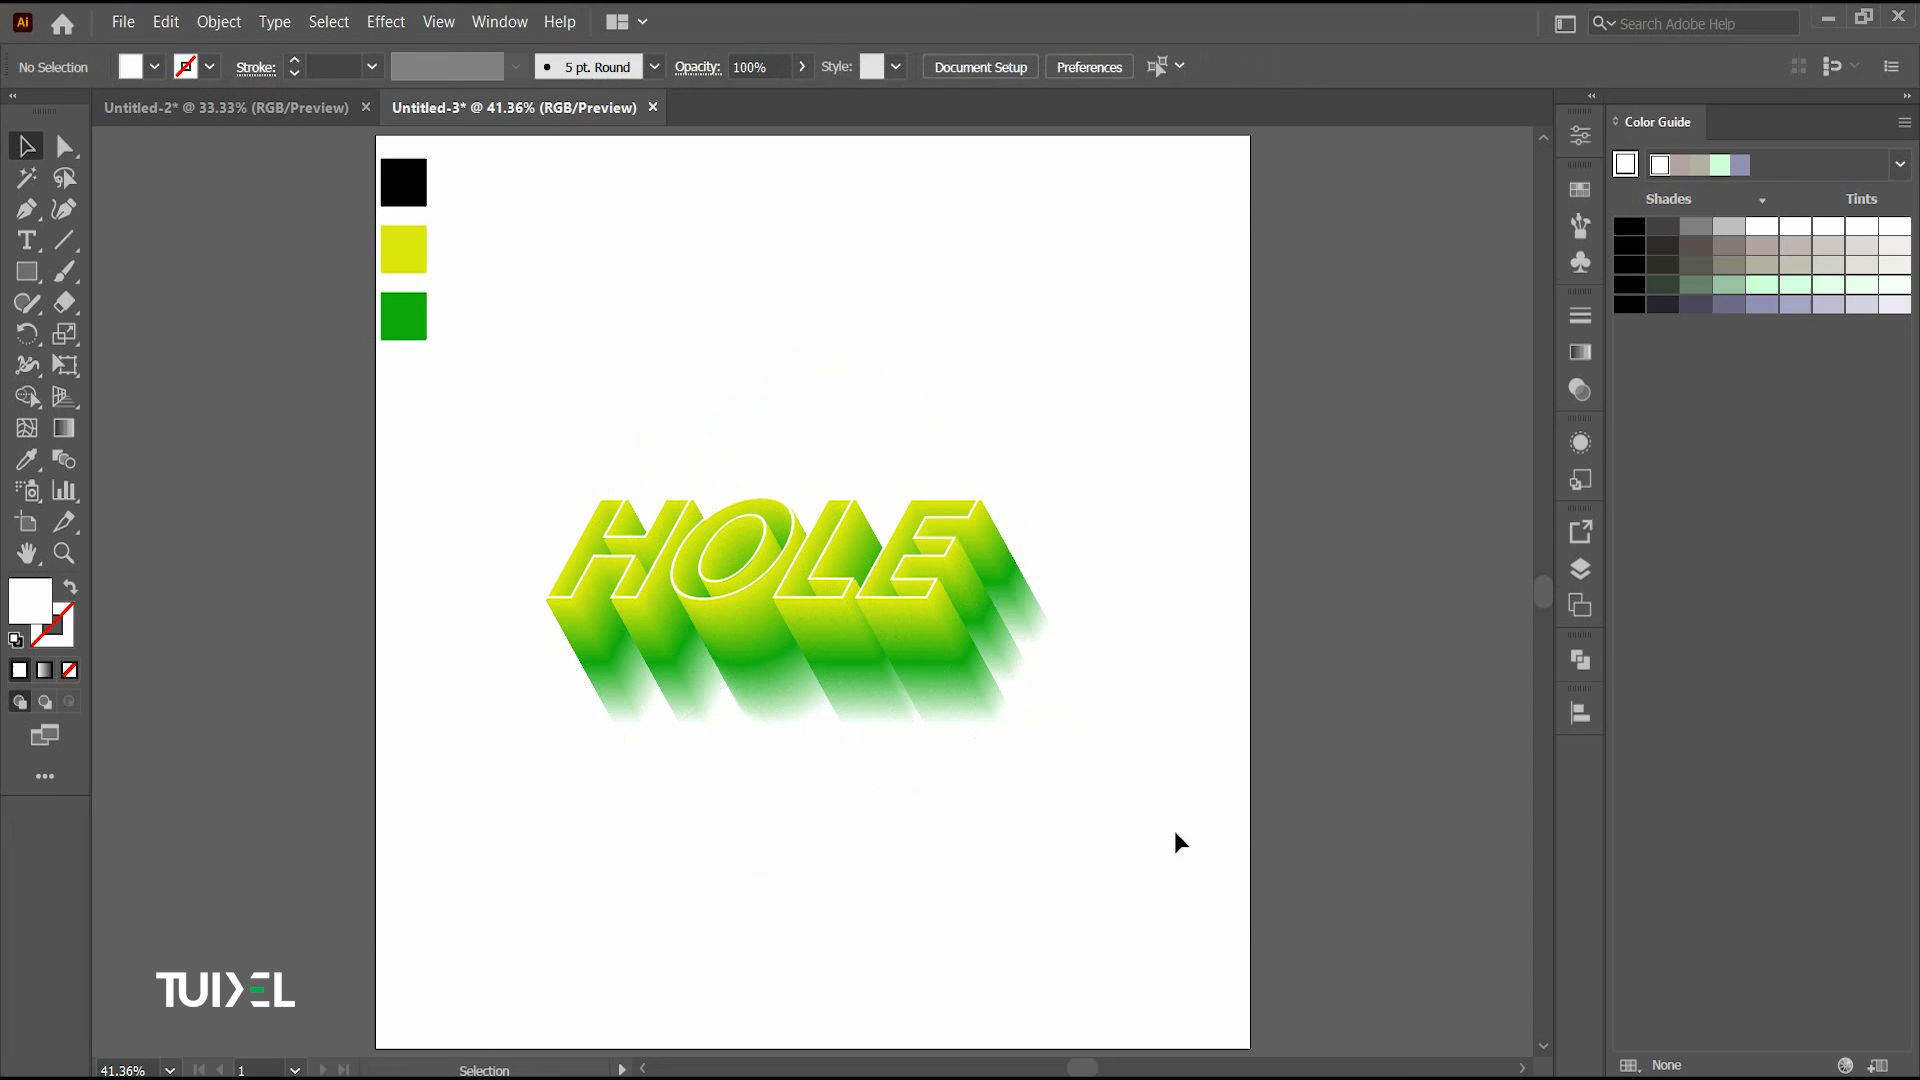 Ai File Edit Object Type Select Effect View Window Help Search Adobe Help
No Selection Stroke: 5 pt. Round Opacity: 100% Style: Document Setup Preferences
Untitled-2* @ 33.33% (RGB/Preview) × Untitled-3* @ 41.36% (RGB/Preview) ×
Color Guide
Shades Tints
HOLE
TUIXEL
41.36% 1 Selection None